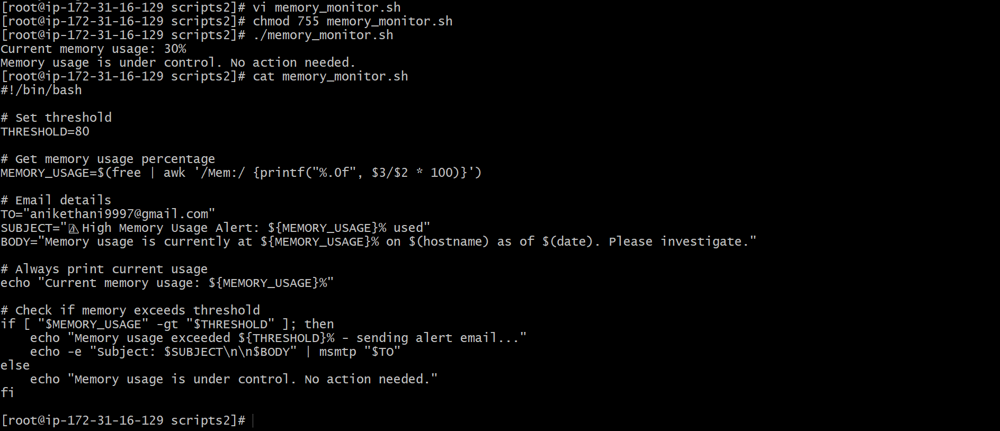 [root@ip-172-31-16-129 scripts2]# vi memory_monitor.sh
[root@ip-172-31-16-129 scripts2]# chmod 755 memory_monitor.sh
[root@ip-172-31-16-129 scripts2]# ./memory_monitor.sh
Current memory usage: 30%
Memory usage is under control. No action needed.
[root@ip-172-31-16-129 scripts2]# cat memory_monitor.sh
#!/bin/bash

# Set threshold
THRESHOLD=80

# Get memory usage percentage
MEMORY_USAGE=$(free | awk '/Mem:/ {printf("%.0f", $3/$2 * 100)}')

# Email details
TO="anikethani9997@gmail.com"
SUBJECT="⚠ High Memory Usage Alert: ${MEMORY_USAGE}% used"
BODY="Memory usage is currently at ${MEMORY_USAGE}% on $(hostname) as of $(date). Please investigate."

# Always print current usage
echo "Current memory usage: ${MEMORY_USAGE}%"

# Check if memory exceeds threshold
if [ "$MEMORY_USAGE" -gt "$THRESHOLD" ]; then
    echo "Memory usage exceeded ${THRESHOLD}% - sending alert email..."
    echo -e "Subject: $SUBJECT\n\n$BODY" | msmtp "$TO"
else
    echo "Memory usage is under control. No action needed."
fi

[root@ip-172-31-16-129 scripts2]#